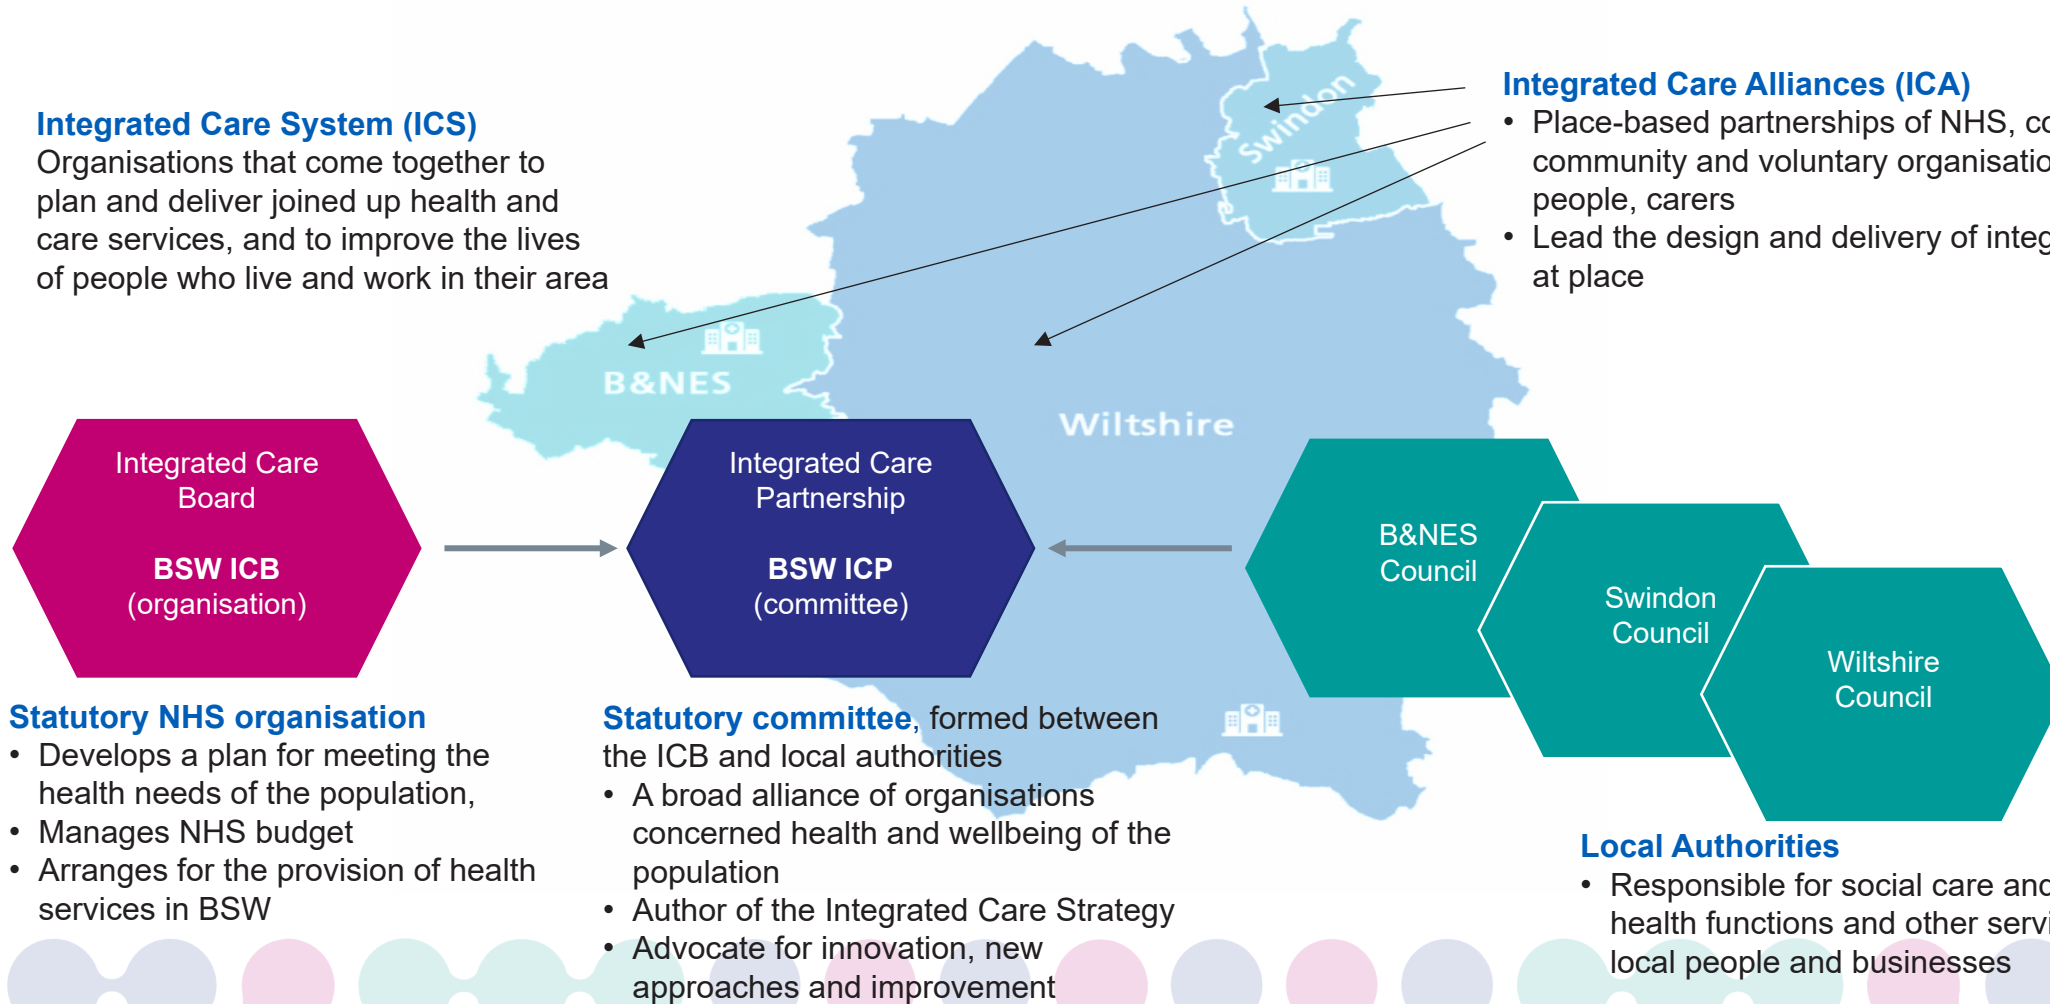 Integrated Care System (ICS)
Organisations that come together to
plan and deliver joined up health and
care services, and to improve the lives
of people who live and work in their area
Integrated Care Alliances (ICA)
• Place-based partnerships of NHS,
community and voluntary
people, carers
• Lead the design and delivery of
at place
Swindon
B&NES
Wiltshire
Integrated Care
Board
BSW ICB
(organisation)
Integrated Care
Partnership
BSW ICP
(committee)
B&NES
Council
Swindon
Council
Wiltshire
Council
Statutory NHS organisation
• Develops a plan for meeting the
health needs of the population,
• Manages NHS budget
• Arranges for the provision of health
services in BSW
Statutory committee, formed between
the ICB and local authorities
• A broad alliance of organisations
concerned health and wellbeing of the
population
• Author of the Integrated Care Strategy
• Advocate for innovation, new
approaches and improvement
Local Authorities
• Responsible for social care and
health functions and other
local people and businesses